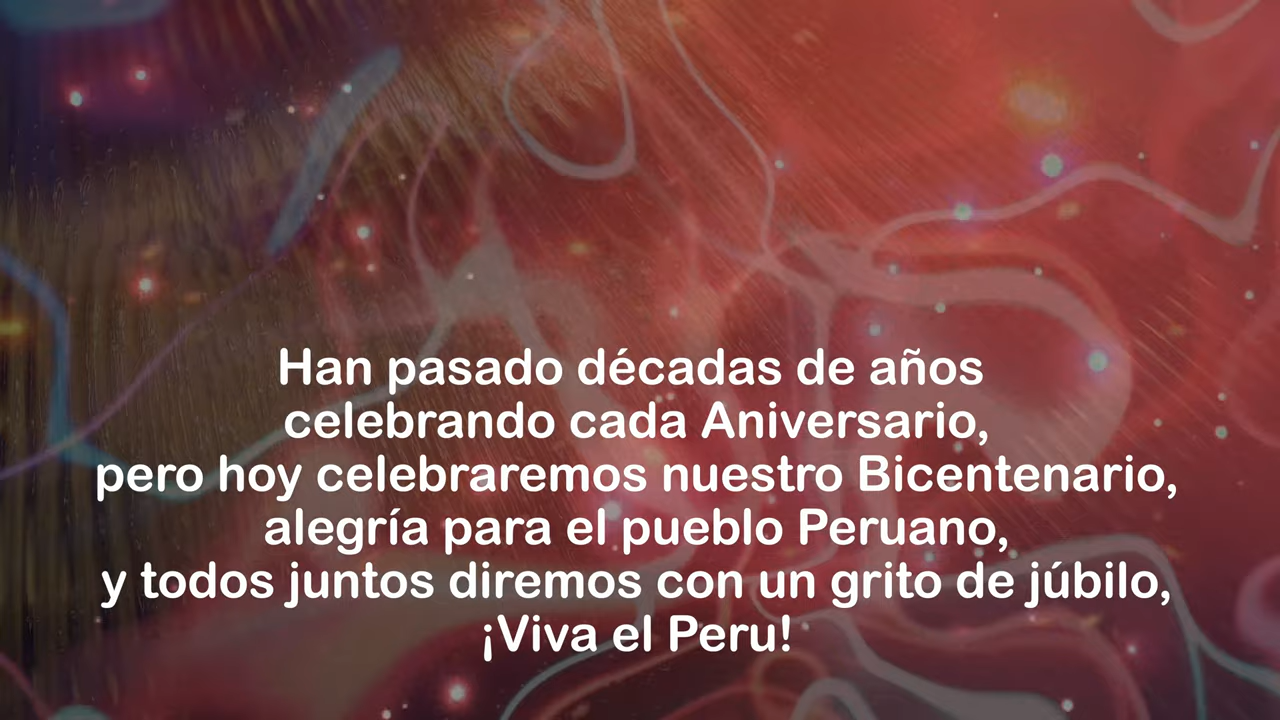 Han pasado décadas de años
celebrando cada Aniversario,
pero hoy celebraremos nuestro Bicentenario,
alegría para el pueblo Peruano,
y todos juntos diremos con un grito de júbilo,
¡Viva el Peru!